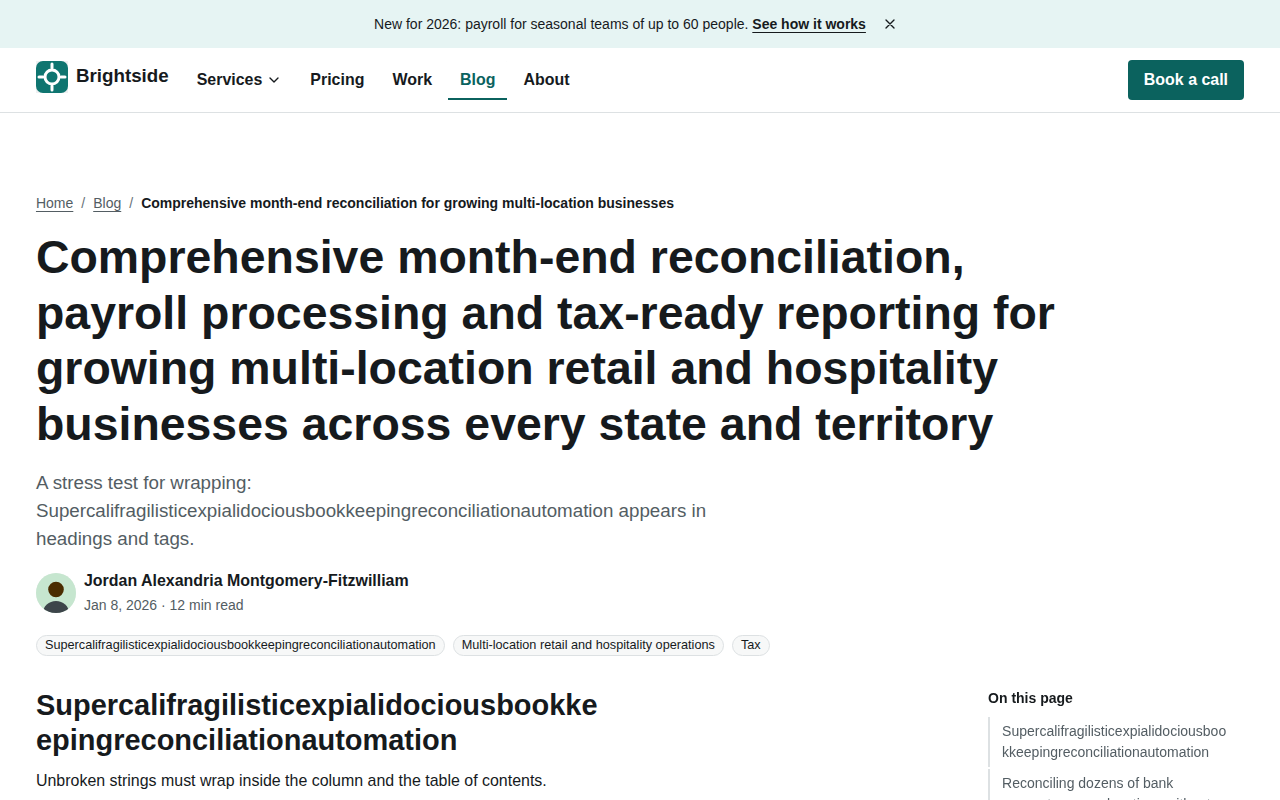 New for 2026: payroll for seasonal teams of up to 60 people. See how it works
Brightside Services Pricing Work Blog About Book a call
Home / Blog / Comprehensive month-end reconciliation for growing multi-location businesses
Comprehensive month-end reconciliation,
payroll processing and tax-ready reporting for
growing multi-location retail and hospitality
businesses across every state and territory
A stress test for wrapping:
Supercalifragilisticexpialidociousbookkeepingreconciliationautomation appears in
headings and tags.
Jordan Alexandria Montgomery-Fitzwilliam
Jan 8, 2026 · 12 min read
Supercalifragilisticexpialidociousbookkeepingreconciliationautomation Multi-location retail and hospitality operations Tax
Supercalifragilisticexpialidociousbookke
epingreconciliationautomation
Unbroken strings must wrap inside the column and the table of contents.
On this page
Supercalifragilisticexpialidociousboo
kkeepingreconciliationautomation
Reconciling dozens of bank